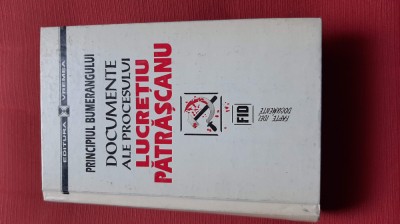 EDITURA VREMEA
PRINCIPIUL BUMERANGULUI
DOCUMENTE
ALE PROCESULUI
LUCREȚIU
PĂTRĂȘCANU
FID
FAPTE, IDEI,
DOCUMENTE